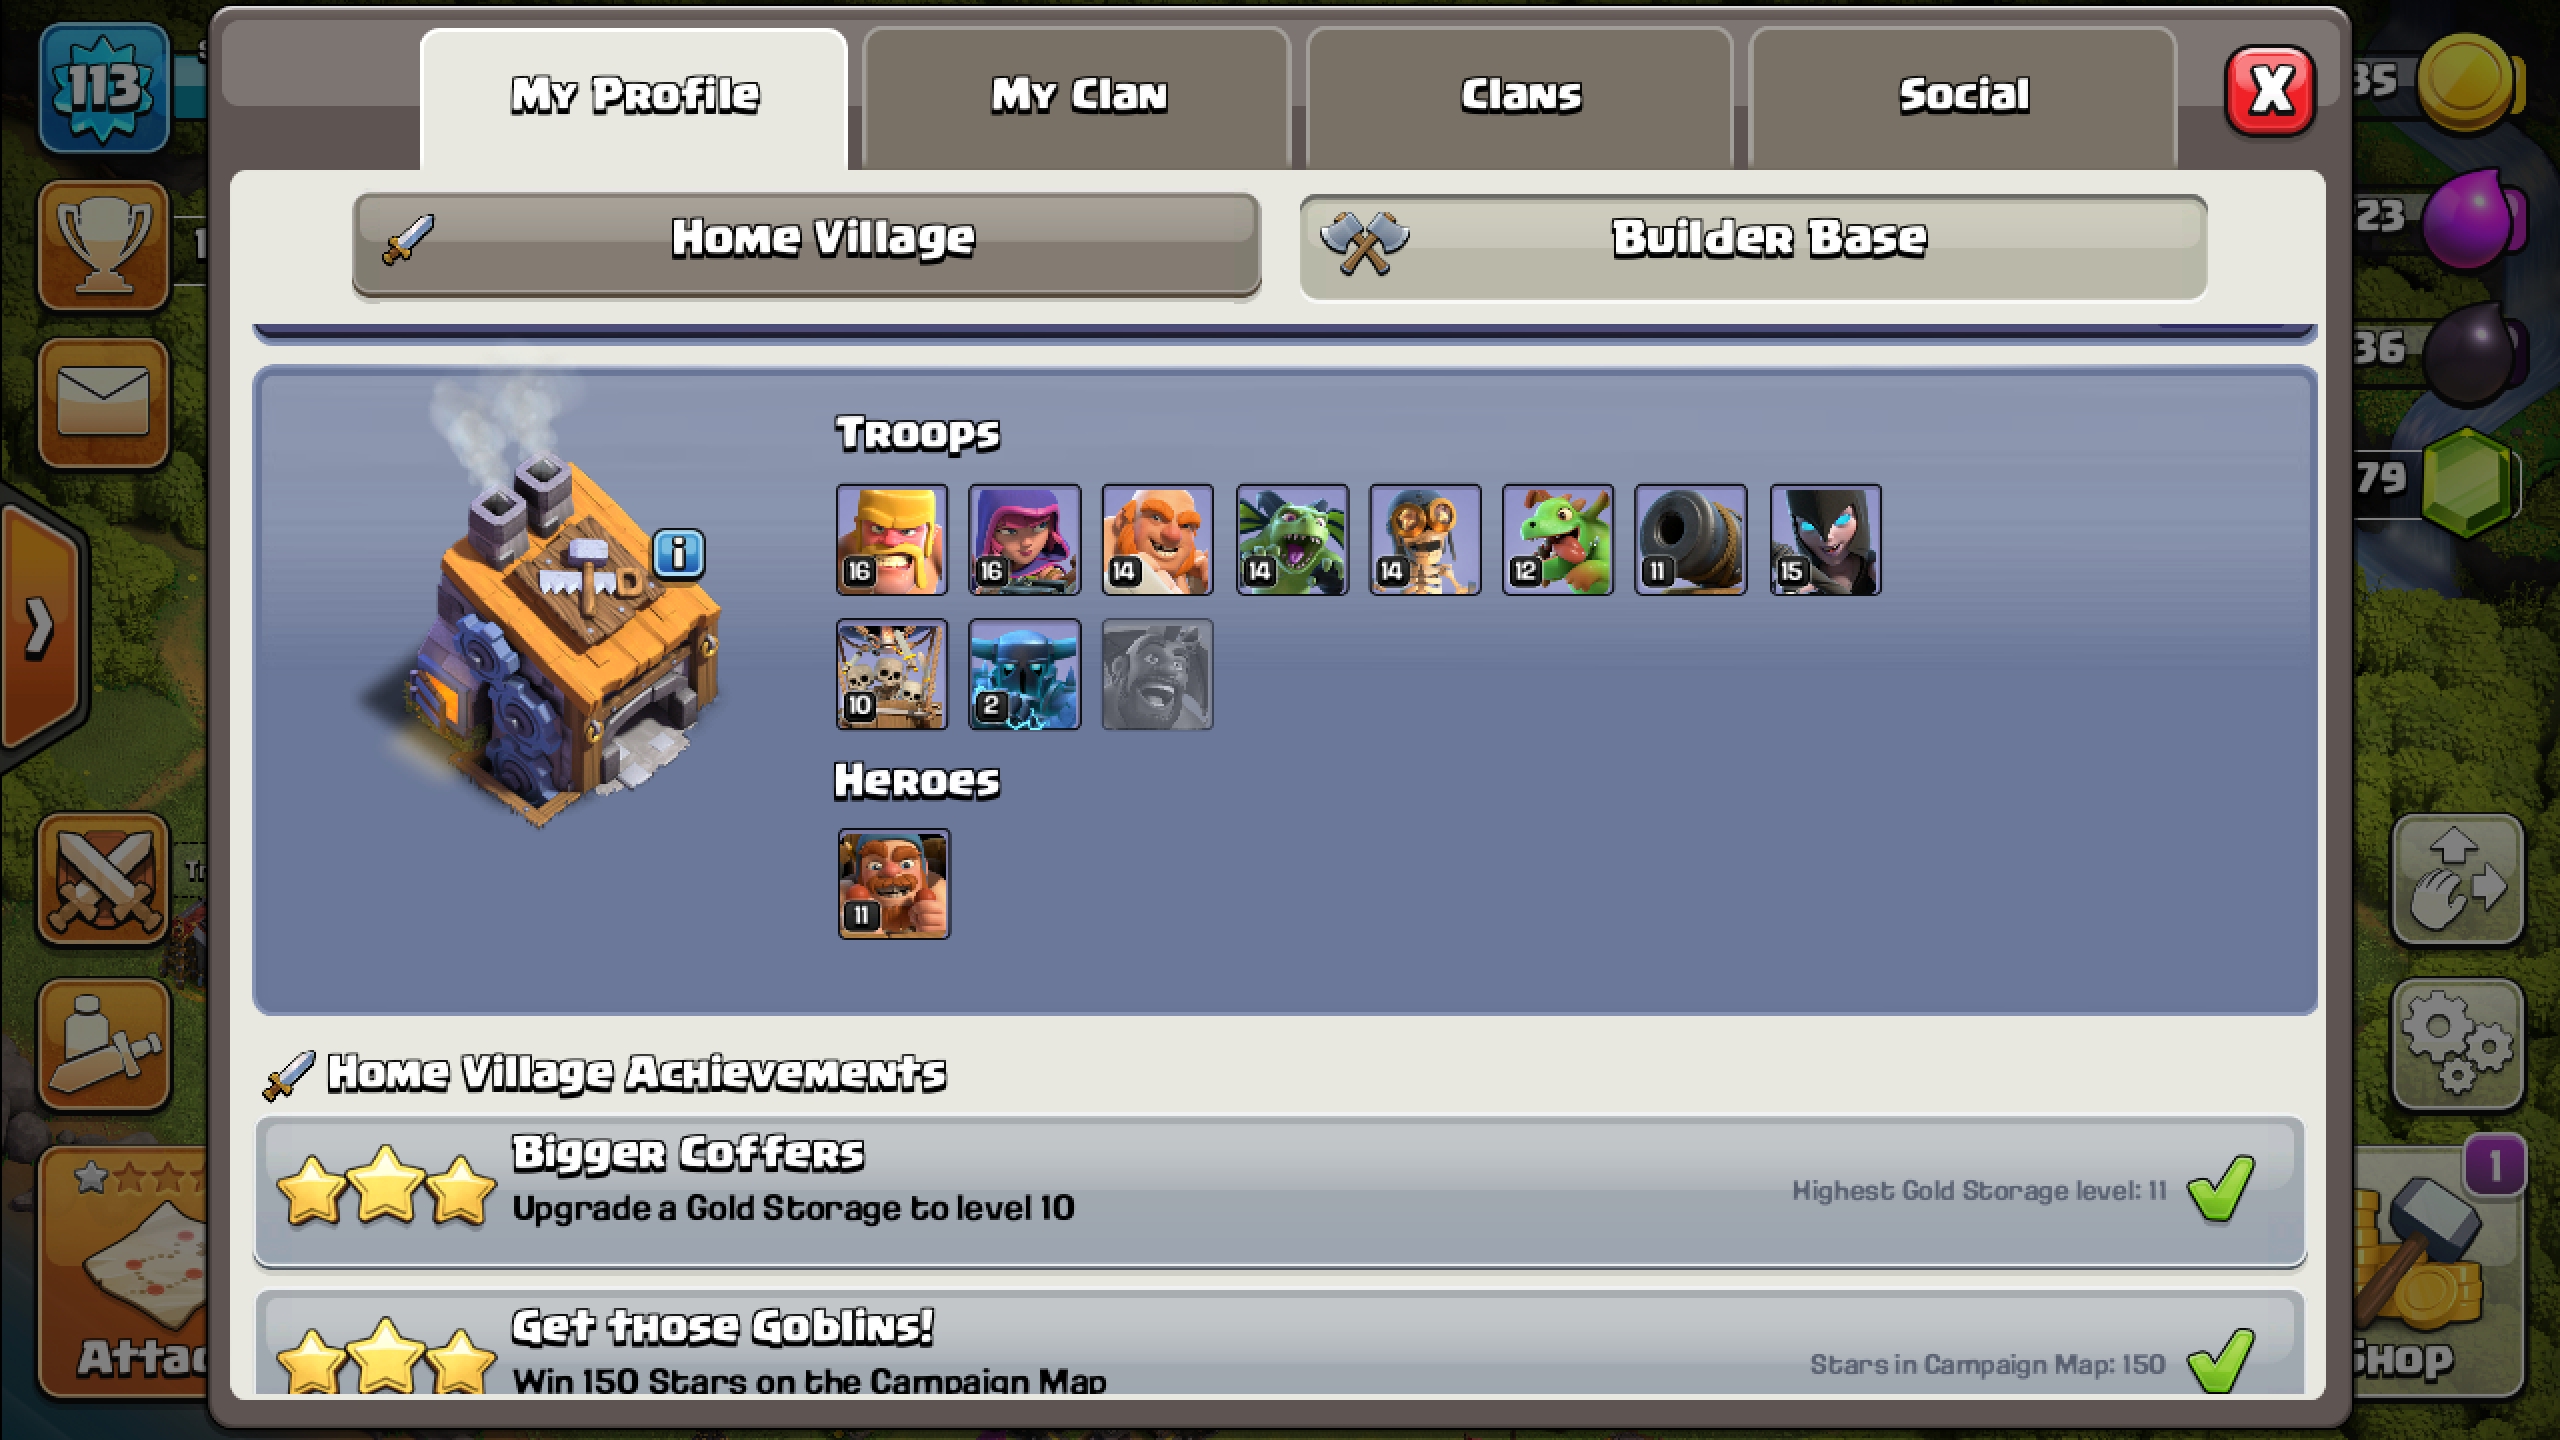 113
My Profile
My Clan
Clans
Social
X
35
Home Village
Builder Base
23
36
79
Troops
16
16
14
14
14
12
11
15
10
2
Heroes
11
Home Village Achievements
Bigger Coffers
Upgrade a Gold Storage to level 10
Highest Gold Storage level: 11
1
Get those Goblins!
Win 150 Stars on the Campaign Map
Stars in Campaign Map: 150
Attac
Shop